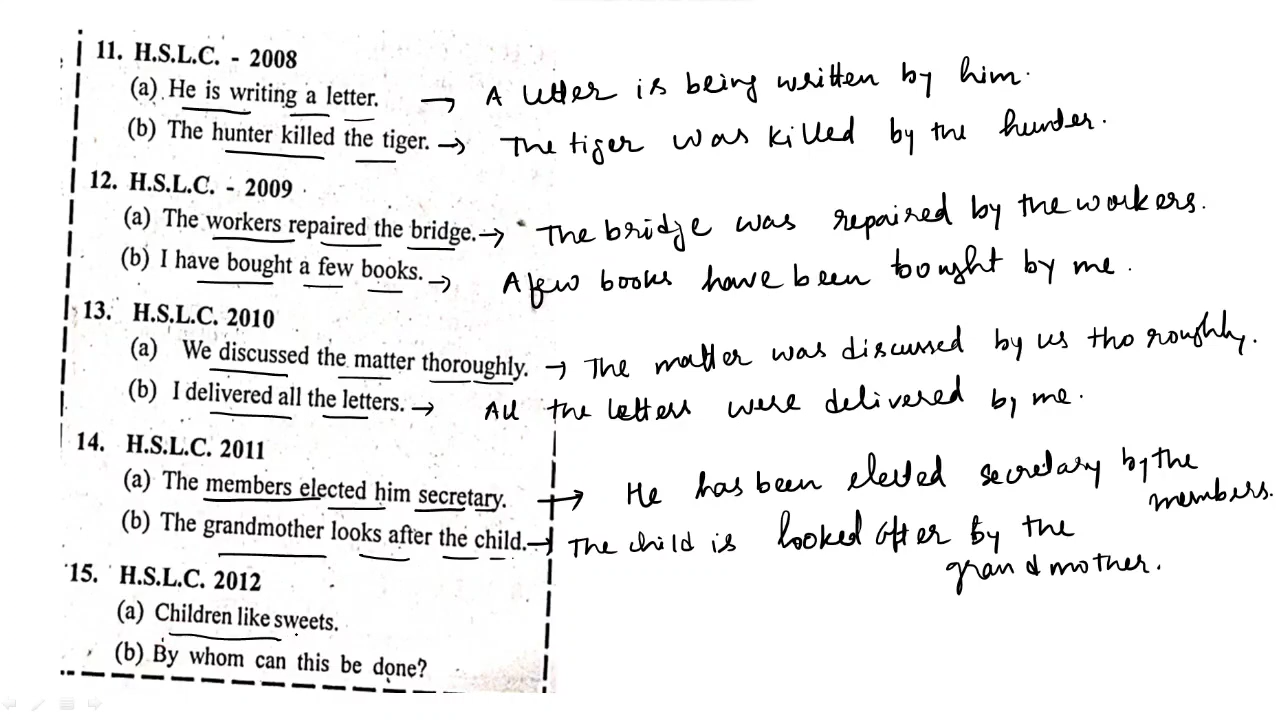 11. H.S.L.C. - 2008
(a) He is writing a letter. → A letter is being written by him.
(b) The hunter killed the tiger. → The tiger was killed by the hunter.
12. H.S.L.C. - 2009
(a) The workers repaired the bridge. → The bridge was repaired by the workers.
(b) I have bought a few books. → A few books have been bought by me.
13. H.S.L.C. 2010
(a) We discussed the matter thoroughly. → The matter was discussed by us thoroughly.
(b) I delivered all the letters. → All the letters were delivered by me.
14. H.S.L.C. 2011
(a) The members elected him secretary. → He has been elected secretary by the
members.
(b) The grandmother looks after the child. → The child is looked after by the
grandmother.
15. H.S.L.C. 2012
(a) Children like sweets.
(b) By whom can this be done?